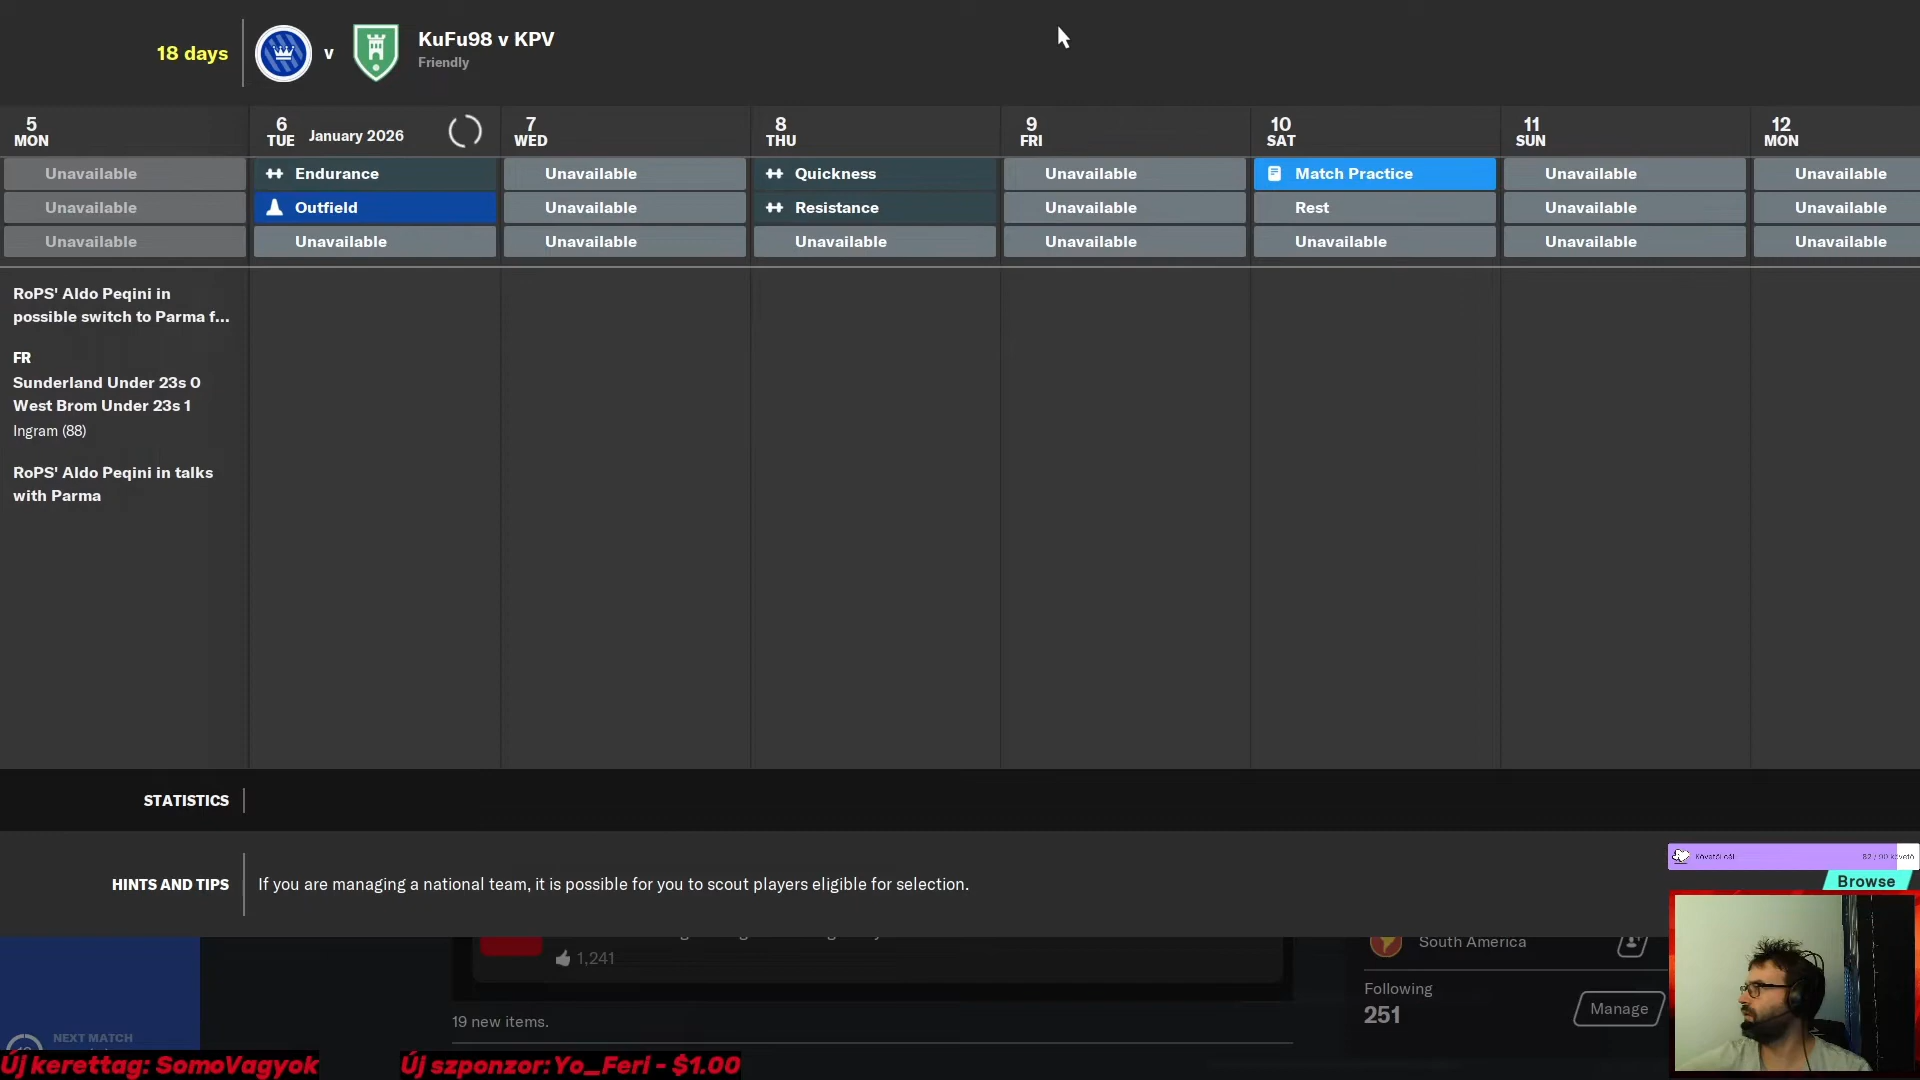 18 days
v
KuFu98 v KPV
Friendly
5
MON
6
TUE
January 2026
7
WED
8
THU
9
FRI
10
SAT
11
SUN
12
MON
Unavailable
Endurance
Unavailable
Quickness
Unavailable
Match Practice
Unavailable
Unavailable
Unavailable
Outfield
Unavailable
Resistance
Unavailable
Rest
Unavailable
Unavailable
Unavailable
Unavailable
Unavailable
Unavailable
Unavailable
Unavailable
Unavailable
Unavailable
RoPS' Aldo Peqini in
possible switch to Parma f...
FR
Sunderland Under 23s 0
West Brom Under 23s 1
Ingram (88)
RoPS' Aldo Peqini in talks
with Parma
STATISTICS
HINTS AND TIPS
If you are managing a national team, it is possible for you to scout players eligible for selection.
Követői cél
82 / 90 követő
Browse
1,241
South America
Following
251
Manage
19 new items.
NEXT MATCH
Új kerettag: SomoVagyok
Új szponzor: Yo_Feri - $1.00